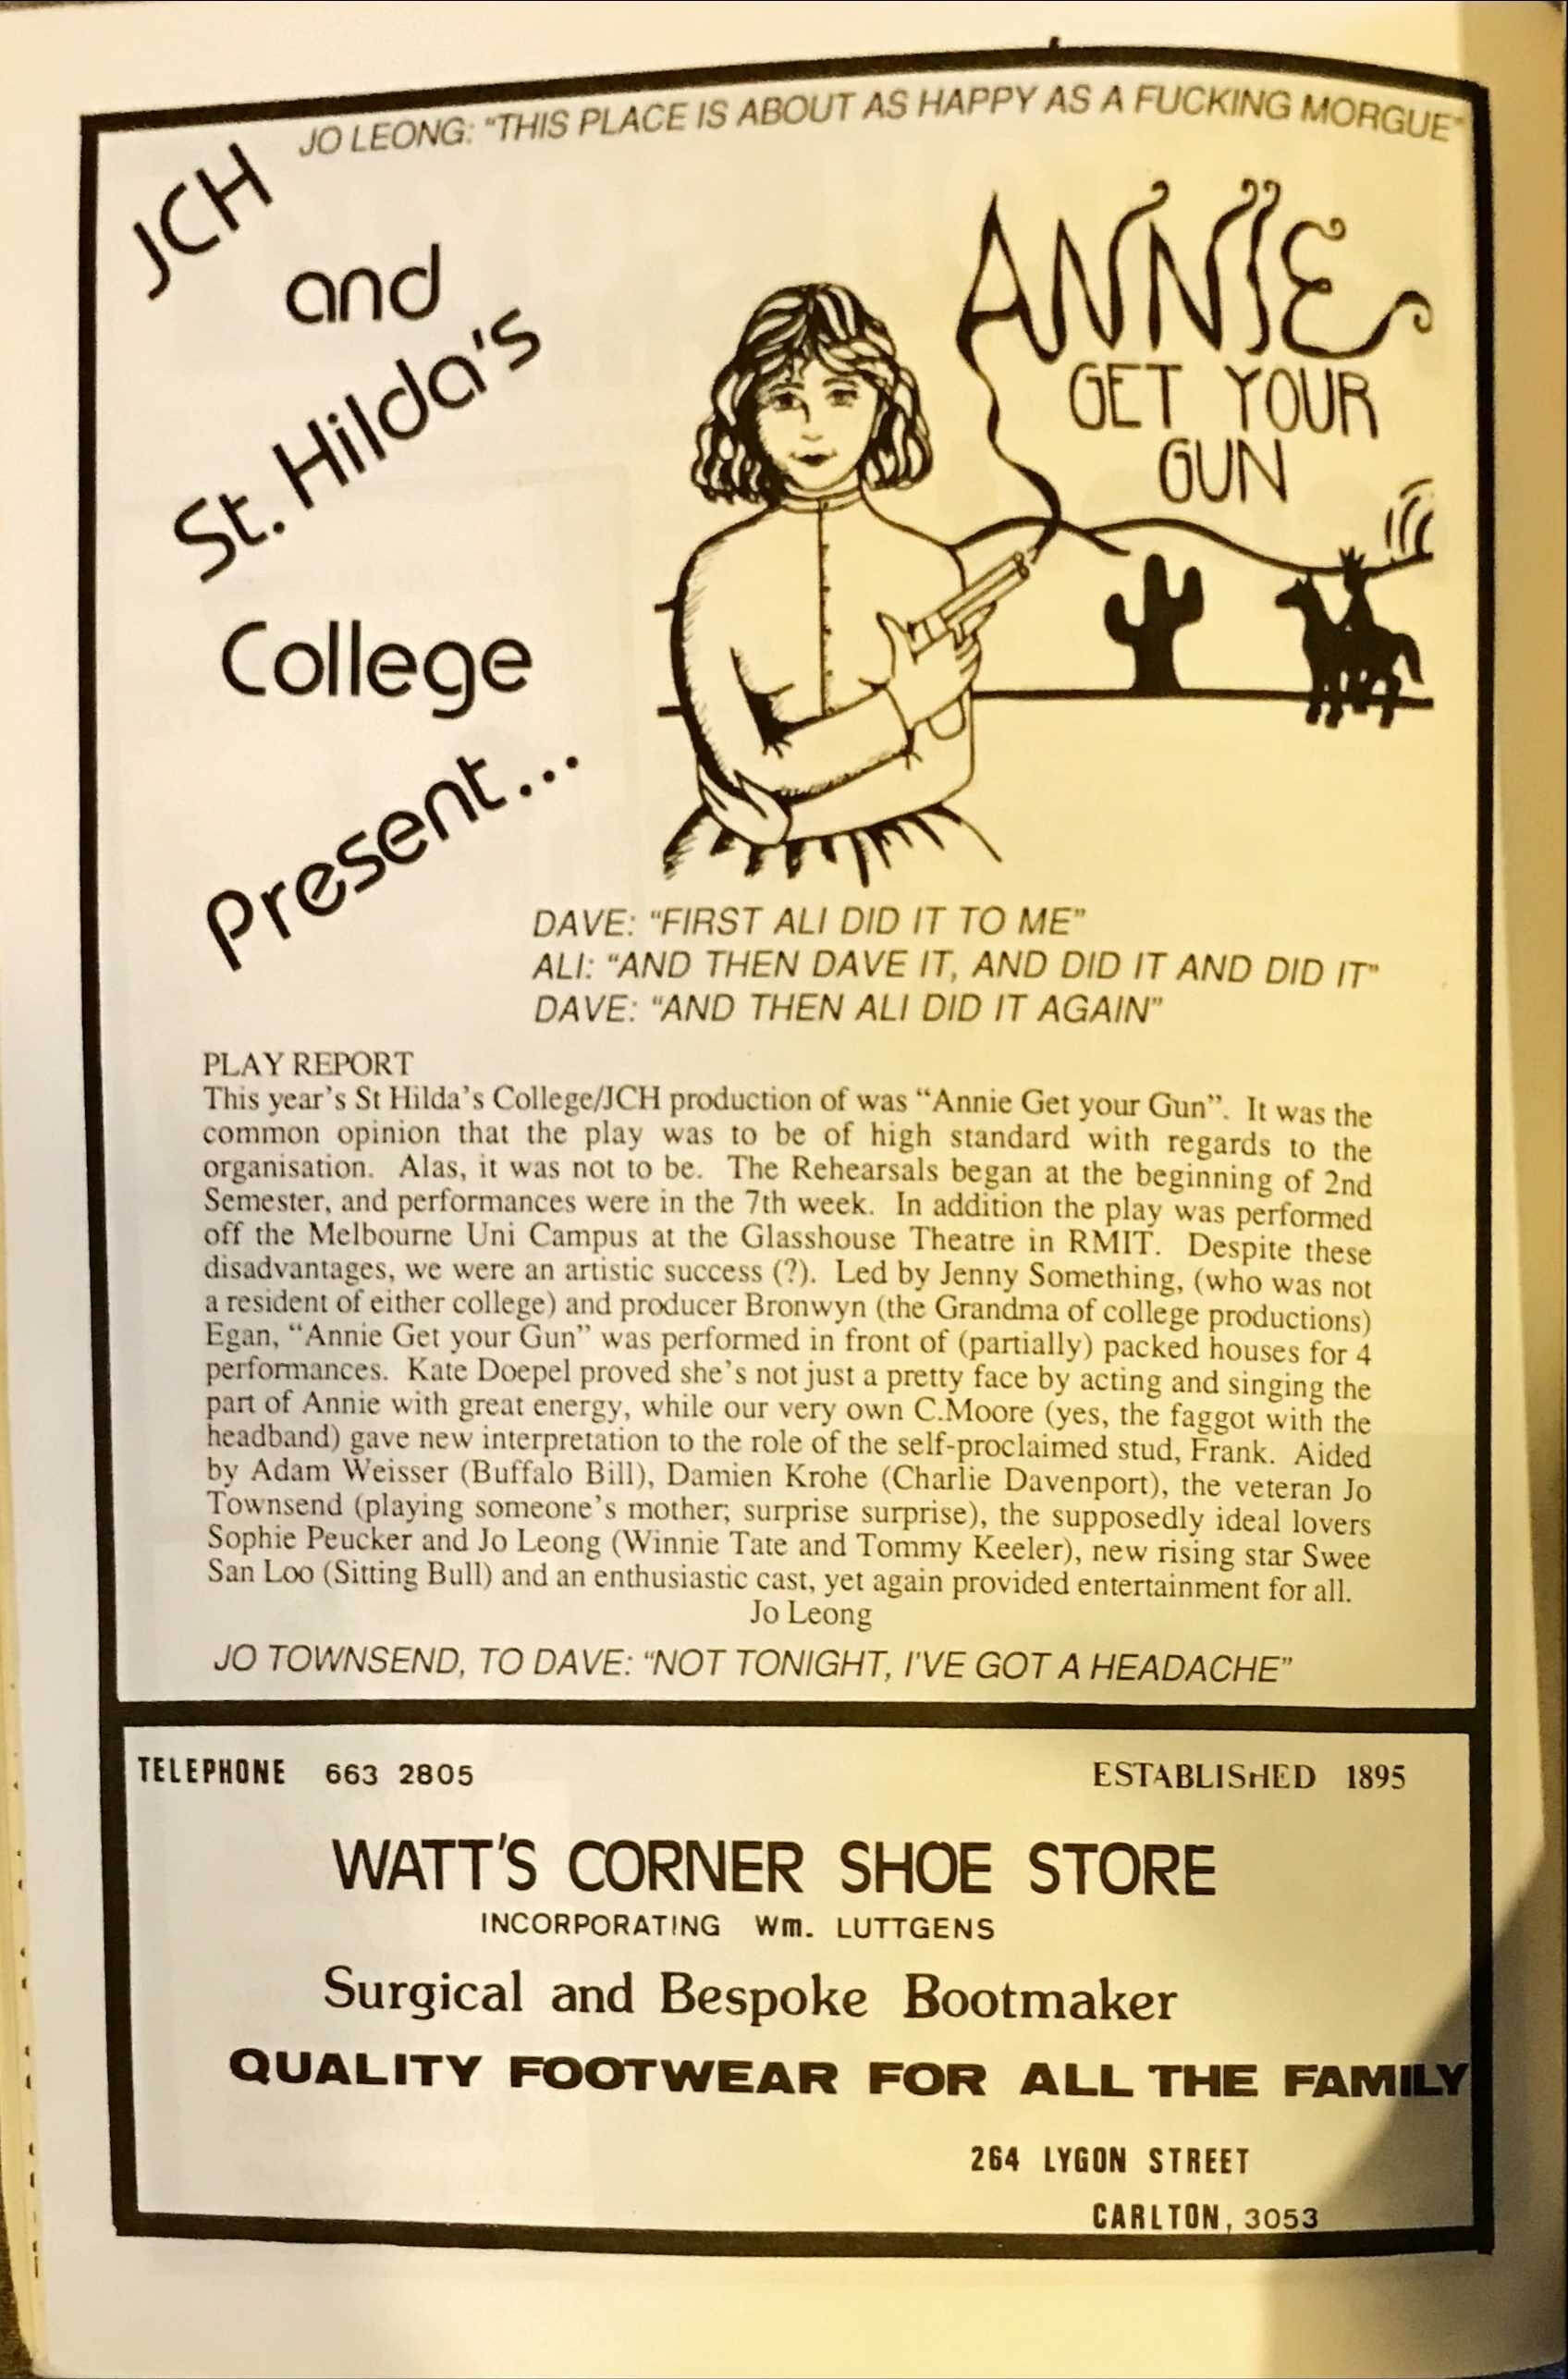 JO LEONG: "THIS PLACE IS ABOUT AS HAPPY AS A FUCKING MORGUE"
JCH
and
St. Hilda's
College
Present...
ANNIE
GET YOUR
GUN
DAVE: "FIRST ALI DID IT TO ME"
ALI: "AND THEN DAVE IT, AND DID IT AND DID IT"
DAVE: "AND THEN ALI DID IT AGAIN"
PLAY REPORT
This year's St Hilda's College/JCH production of was "Annie Get your Gun". It was the
common opinion that the play was to be of high standard with regards to the
organisation. Alas, it was not to be. The Rehearsals began at the beginning of 2nd
Semester, and performances were in the 7th week. In addition the play was performed
off the Melbourne Uni Campus at the Glasshouse Theatre in RMIT. Despite these
disadvantages, we were an artistic success (?). Led by Jenny Something, (who was not
a resident of either college) and producer Bronwyn (the Grandma of college productions)
Egan, "Annie Get your Gun" was performed in front of (partially) packed houses for 4
performances. Kate Doepel proved she's not just a pretty face by acting and singing the
part of Annie with great energy, while our very own C.Moore (yes, the faggot with the
headband) gave new interpretation to the role of the self-proclaimed stud, Frank. Aided
by Adam Weisser (Buffalo Bill), Damien Krohe (Charlie Davenport), the veteran Jo
Townsend (playing someone's mother; surprise surprise), the supposedly ideal lovers
Sophie Peucker and Jo Leong (Winnie Tate and Tommy Keeler), new rising star Swee
San Loo (Sitting Bull) and an enthusiastic cast, yet again provided entertainment for all.
Jo Leong
JO TOWNSEND, TO DAVE: "NOT TONIGHT, I'VE GOT A HEADACHE"
TELEPHONE 663 2805
ESTABLISHED 1895
WATT'S CORNER SHOE STORE
INCORPORATING Wm. LUTTGENS
Surgical and Bespoke Bootmaker
QUALITY FOOTWEAR FOR ALL THE FAMILY
264 LYGON STREET
CARLTON, 3053